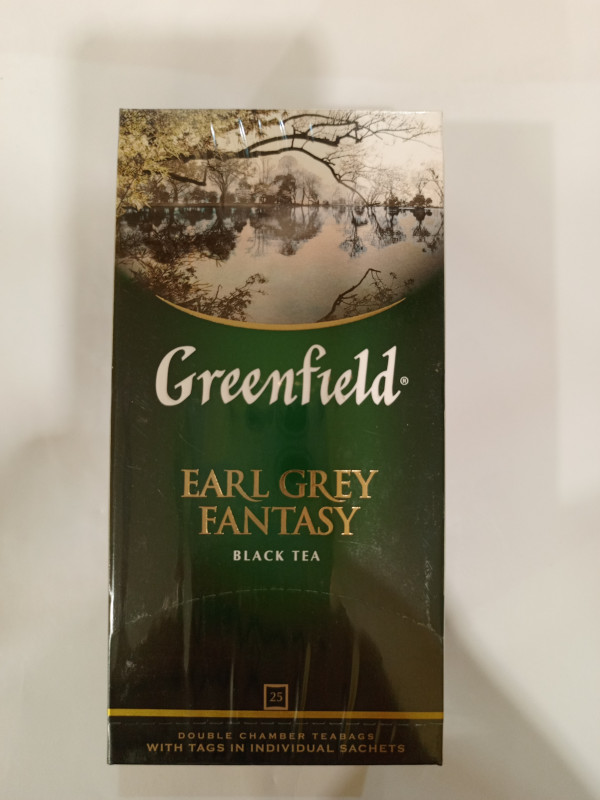 Greenfield®
EARL GREY
FANTASY
BLACK TEA
25
DOUBLE CHAMBER TEABAGS
WITH TAGS IN INDIVIDUAL SACHETS